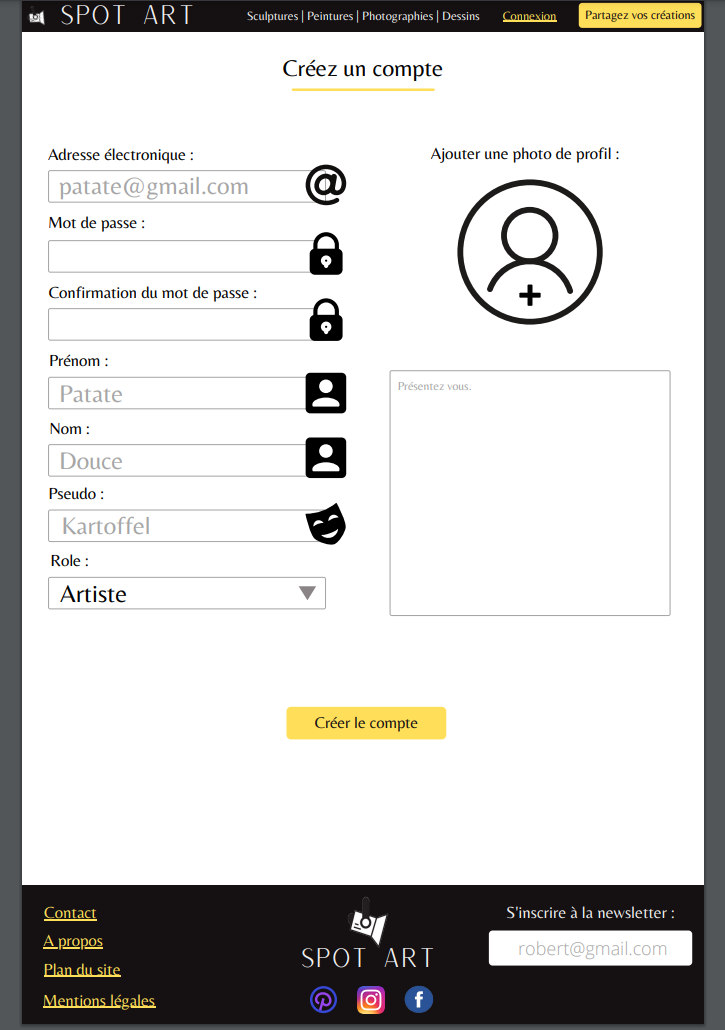 SPOT ART
Sculptures | Peintures | Photographies | Dessins
Connexion
Partagez vos créations
Créez un compte
Adresse électronique :
patate@gmail.com
Mot de passe :
Confirmation du mot de passe :
Prénom :
Patate
Nom :
Douce
Pseudo :
Kartoffel
Role :
Artiste
Ajouter une photo de profil :
Présentez vous.
Créer le compte
Contact
A propos
Plan du site
Mentions légales
SPOT ART
S'inscrire à la newsletter :
robert@gmail.com